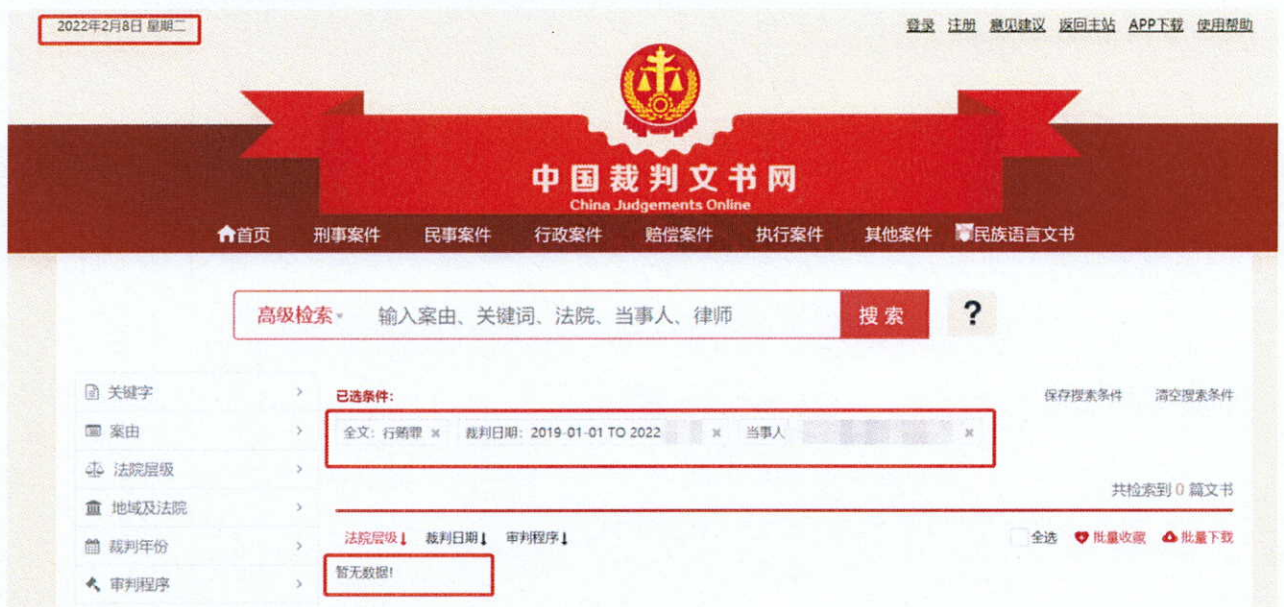 2022年2月8日 星期二
登录 注册 意见建议 返回主站 APP下载 使用帮助
中国裁判文书网
China Judgements Online
首页 刑事案件 民事案件 行政案件 赔偿案件 执行案件 其他案件 民族语言文书
高级检索 输入案由、关键词、法院、当事人、律师 搜索 ?
关键字
案由
法院层级
地域及法院
裁判年份
审判程序
已选条件:
保存搜索条件 清空搜索条件
全文: 行贿罪 × 裁判日期: 2019-01-01 TO 2022 × 当事人 ×
共检索到 0 篇文书
法院层级 裁判日期 审判程序
全选 批量收藏 批量下载
暂无数据!